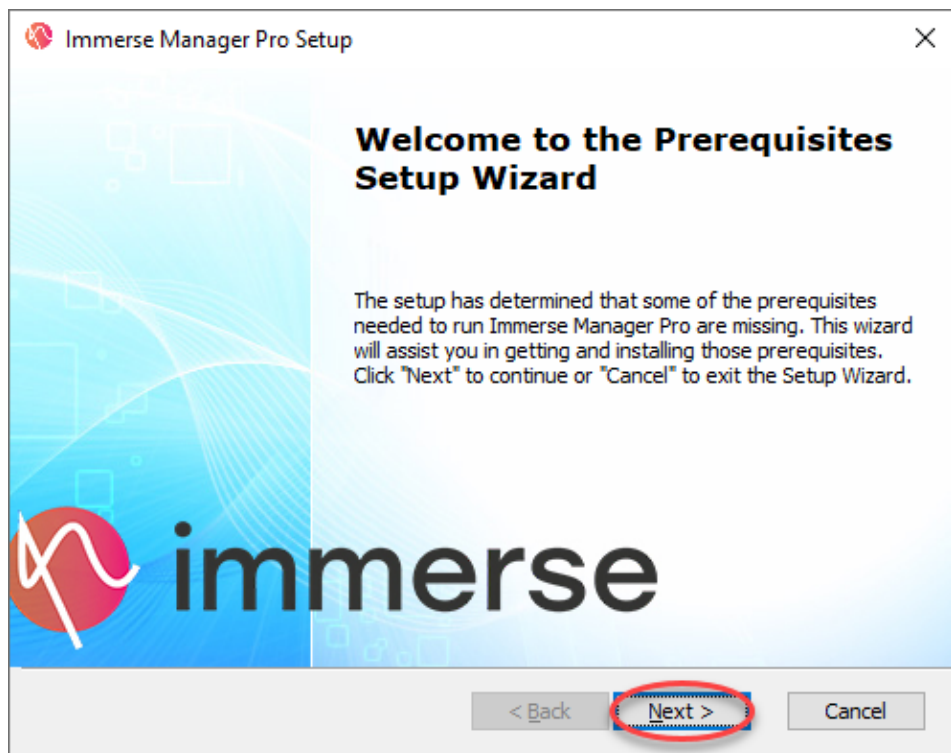 Immerse Manager Pro Setup
Welcome to the Prerequisites
Setup Wizard
The setup has determined that some of the prerequisites
needed to run Immerse Manager Pro are missing. This wizard
will assist you in getting and installing those prerequisites.
Click "Next" to continue or "Cancel" to exit the Setup Wizard.
immerse
< Back
Next >
Cancel